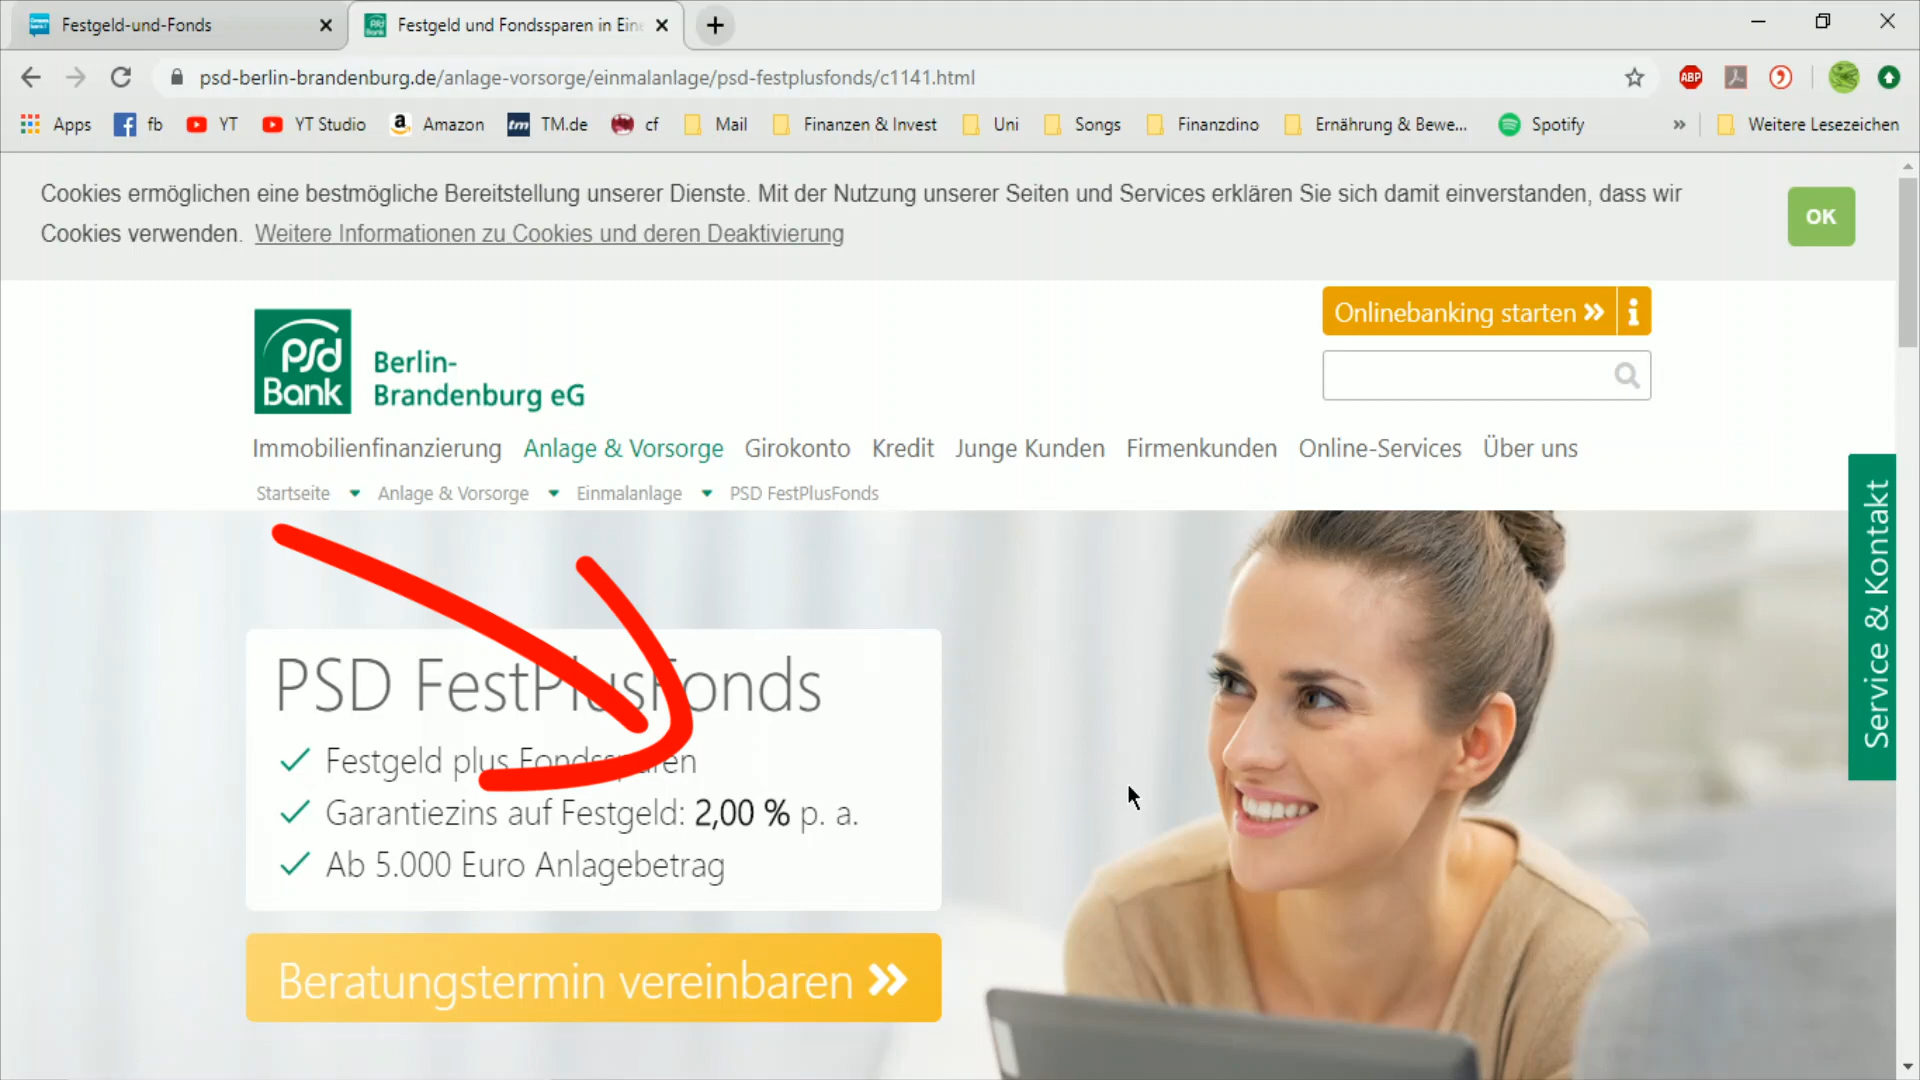 Festgeld-und-Fonds
Festgeld und Fondssparen in Eine
psd-berlin-brandenburg.de/anlage-vorsorge/einmalanlage/psd-festplusfonds/c1141.html
ABP
Apps
fb
YT
YT Studio
Amazon
TM.de
cf
Mail
Finanzen & Invest
Uni
Songs
Finanzdino
Ernährung & Bewe...
Spotify
»
Weitere Lesezeichen
Cookies ermöglichen eine bestmögliche Bereitstellung unserer Dienste. Mit der Nutzung unserer Seiten und Services erklären Sie sich damit einverstanden, dass wir
Cookies verwenden. Weitere Informationen zu Cookies und deren Deaktivierung
OK
PSD Bank
Berlin-
Brandenburg eG
Onlinebanking starten » i
Immobilienfinanzierung Anlage & Vorsorge Girokonto Kredit Junge Kunden Firmenkunden Online-Services Über uns
Startseite Anlage & Vorsorge Einmalanlage PSD FestPlusFonds
Service & Kontakt
PSD FestPlusFonds
Festgeld plus Fondssparen
Garantiezins auf Festgeld: 2,00 % p. a.
Ab 5.000 Euro Anlagebetrag
Beratungstermin vereinbaren »